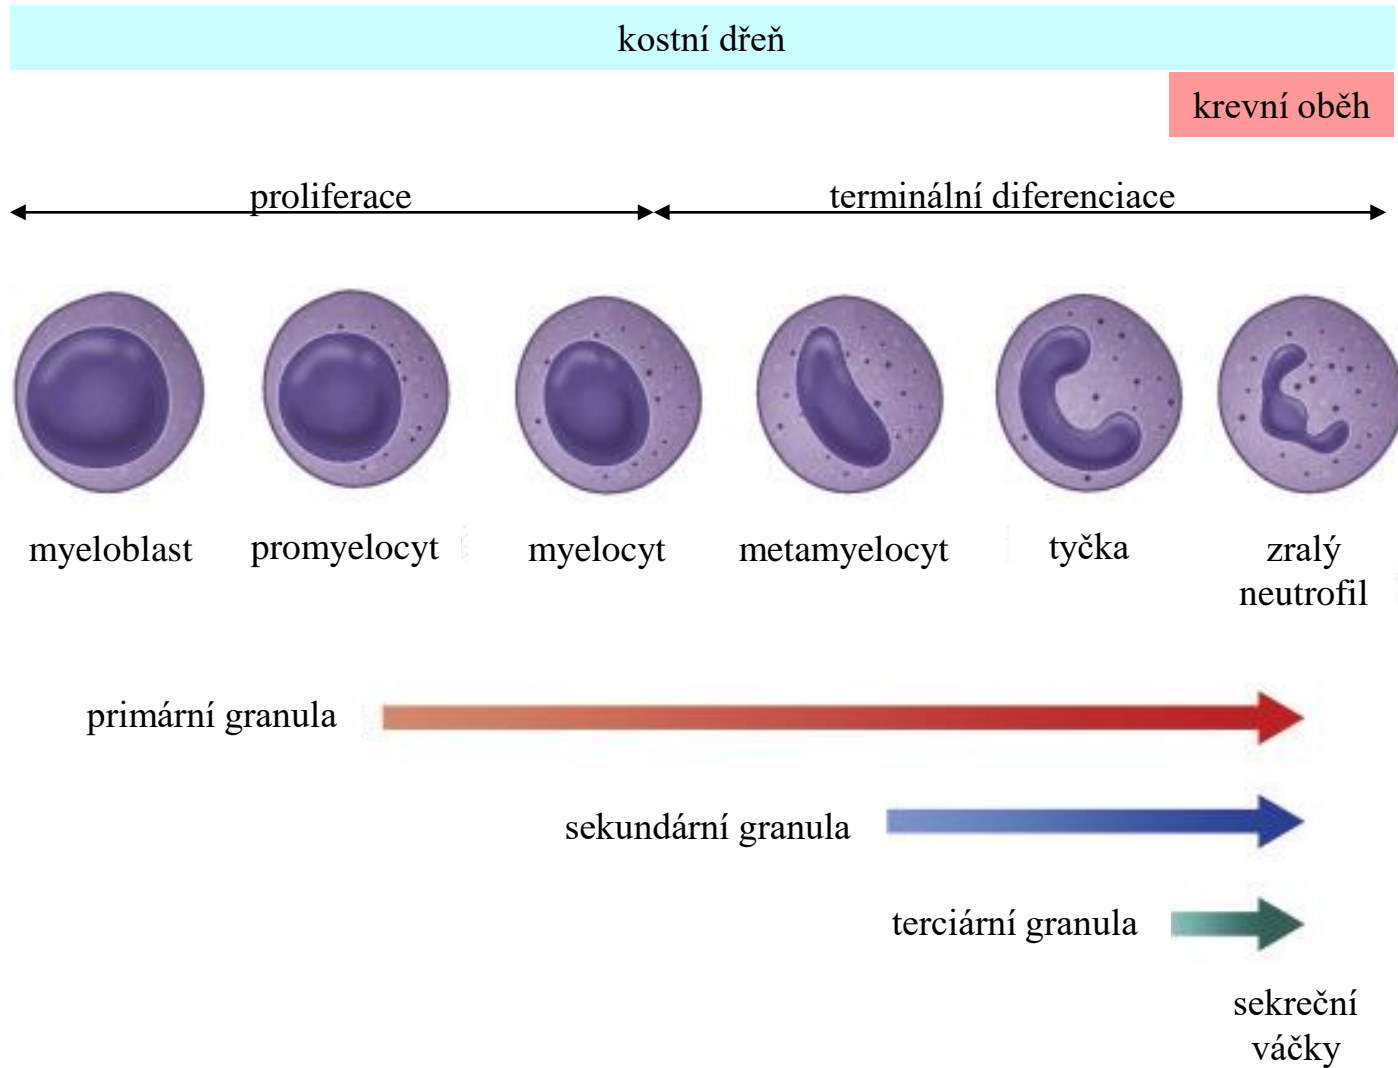 kostní dřeň
krevní oběh
proliferace
terminální diferenciace
myeloblast
promyelocyt
myelocyt
metamyelocyt
tyčka
zralý
neutrofil
primární granula
sekundární granula
terciární granula
sekreční
váčky